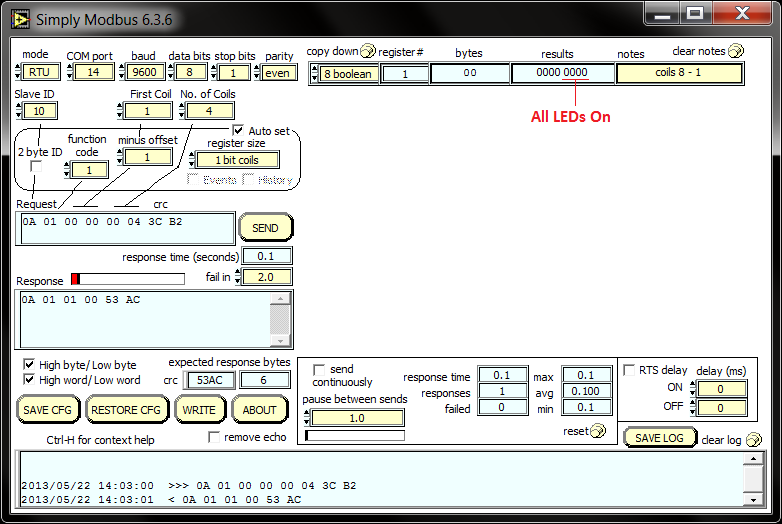 Simply Modbus 6.3.6
mode COM port baud data bits stop bits parity
RTU 14 9600 8 1 even
copy down register # bytes results notes clear notes
8 boolean 1 00 0000 0000 coils 8 - 1
All LEDs On
Slave ID First Coil No. of Coils
10 1 4
Auto set
2 byte ID function code minus offset register size
1 1 1 bit coils
Events History
Request crc
0A 01 00 00 00 04 3C B2
SEND
response time (seconds) 0.1
Response fail in 2.0
0A 01 01 00 53 AC
High byte/Low byte expected response bytes
High word/Low word crc 53AC 6
SAVE CFG RESTORE CFG WRITE ABOUT
Ctrl-H for context help remove echo
send continuously
pause between sends
1.0
response time 0.1 max 0.1
responses 1 avg 0.100
failed 0 min 0.1
reset
RTS delay delay (ms)
ON 0
OFF 0
SAVE LOG clear log
2013/05/22 14:03:00 >>> 0A 01 00 00 00 04 3C B2
2013/05/22 14:03:01 < 0A 01 01 00 53 AC